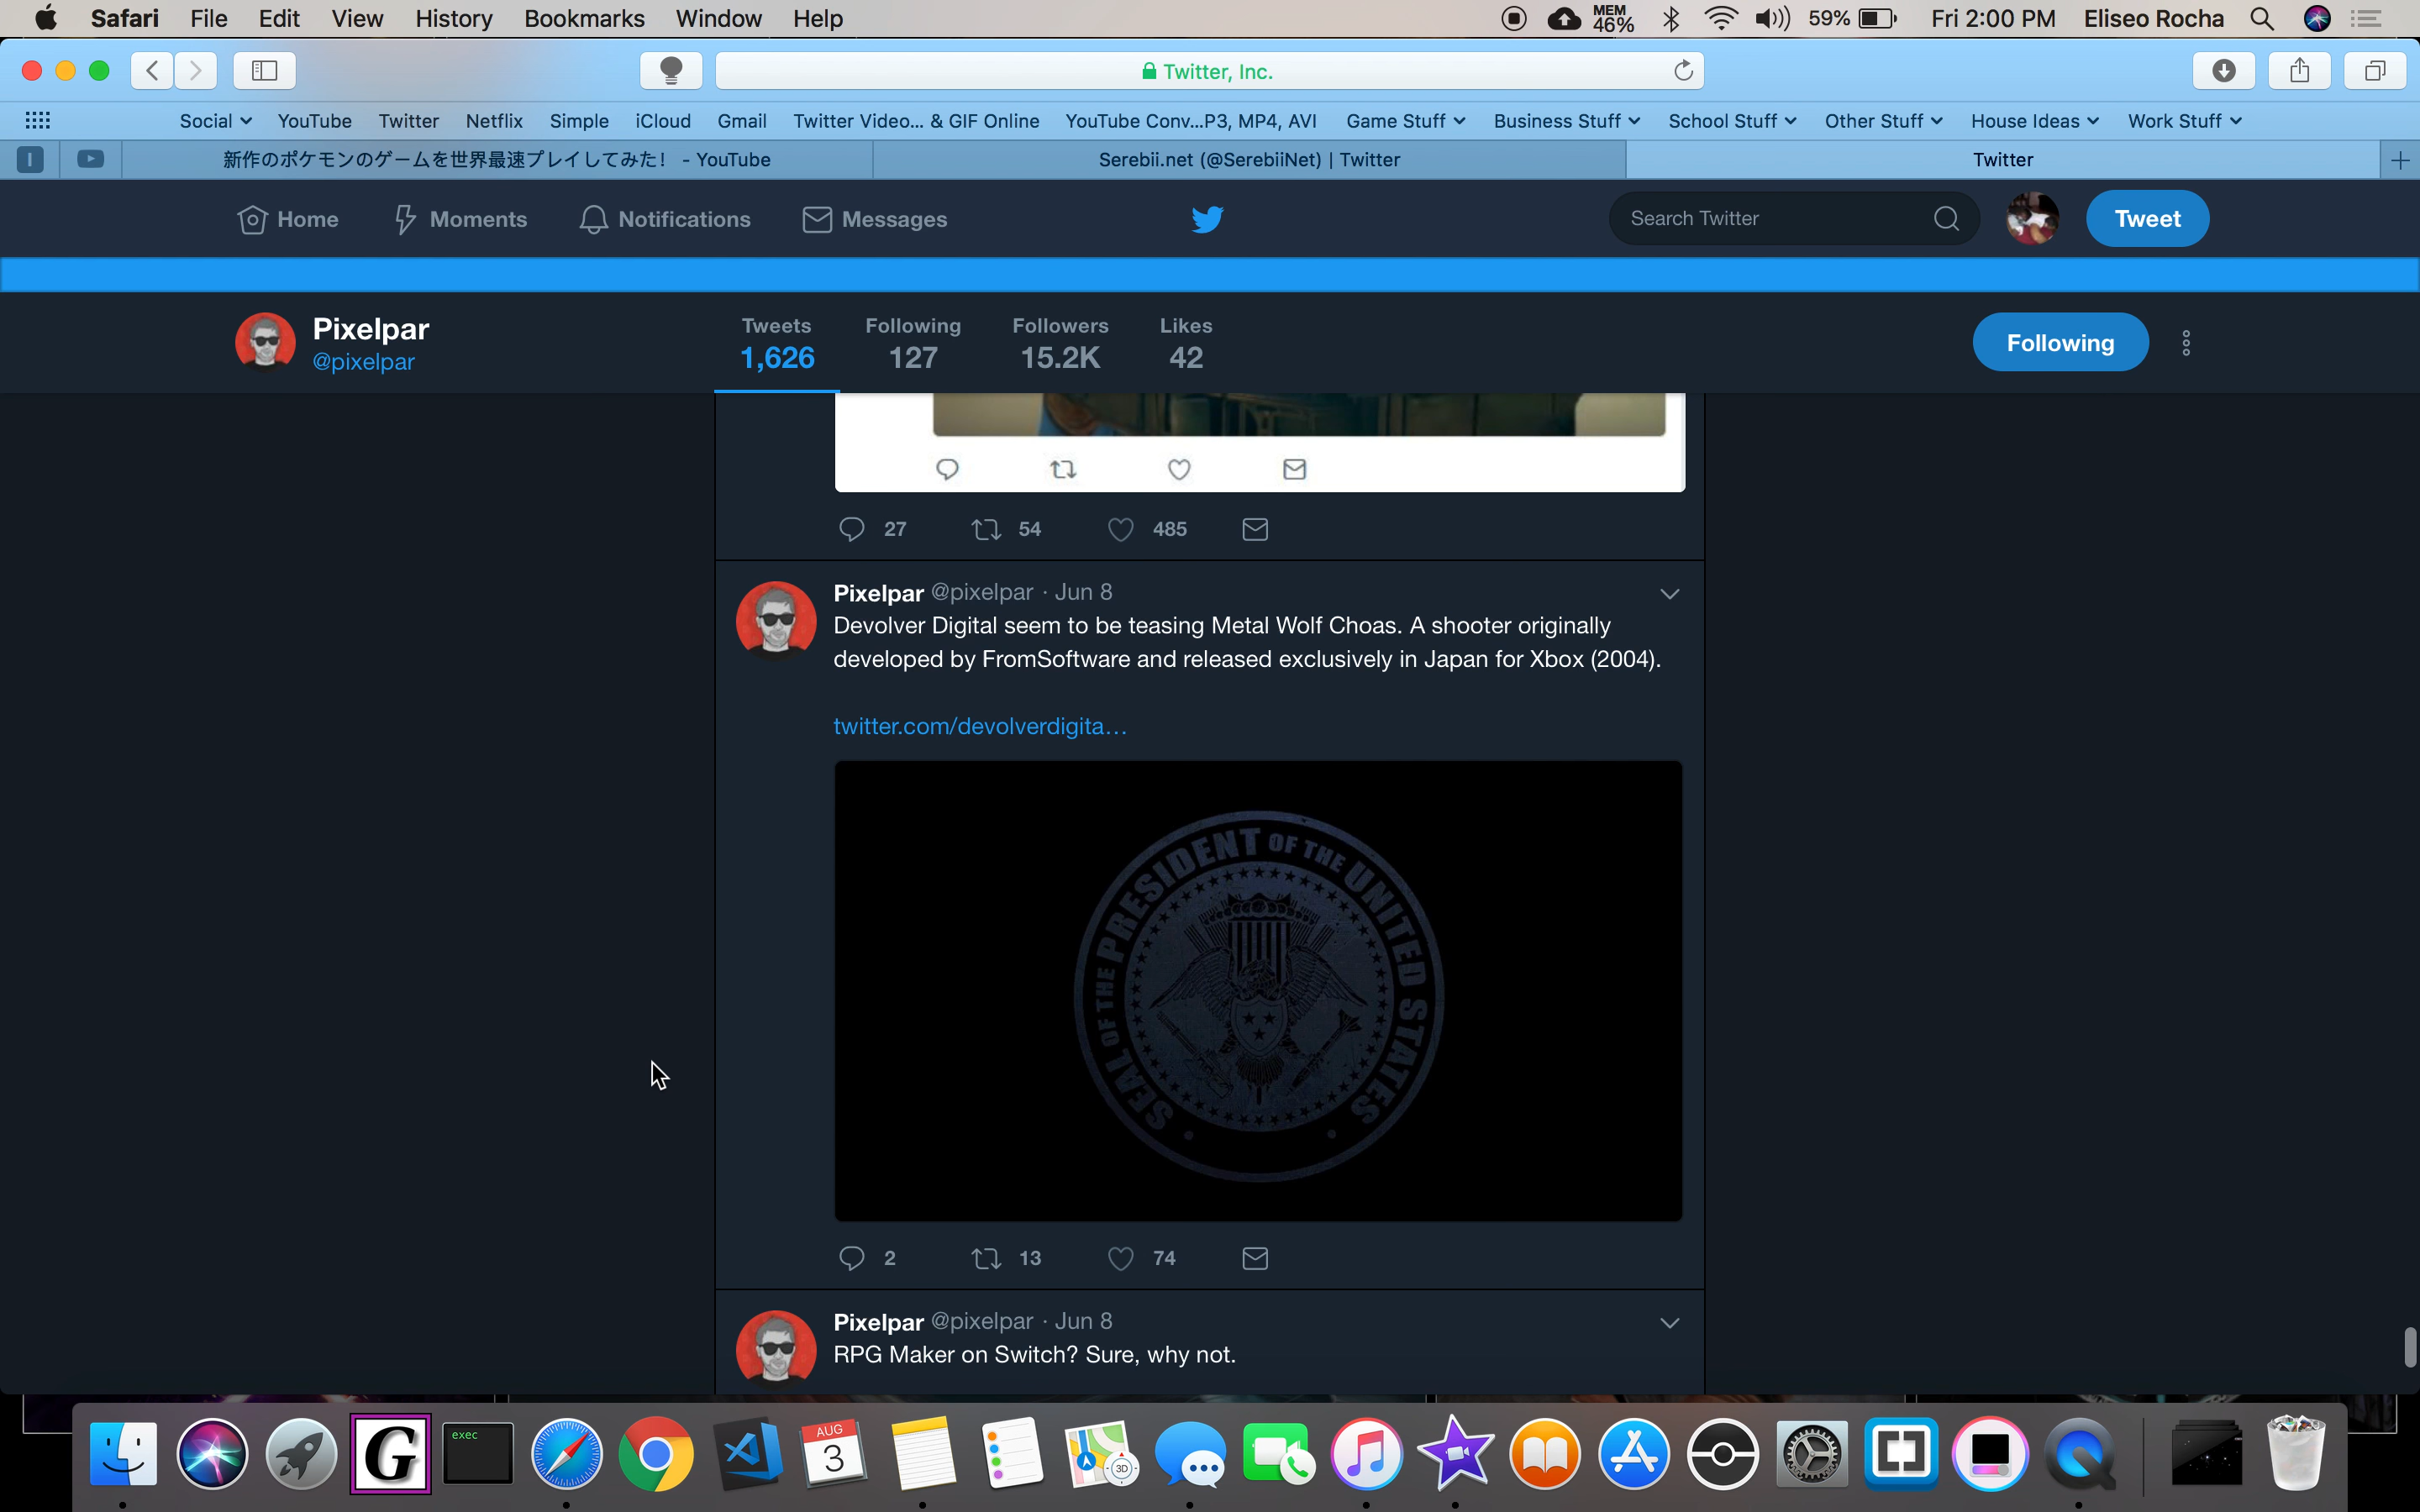 Safari File Edit View History Bookmarks Window Help MEM 46% 59% Fri 2:00 PM Eliseo Rocha
Twitter, Inc.
Social YouTube Twitter Netflix Simple iCloud Gmail Twitter Video... & GIF Online YouTube Conv...P3, MP4, AVI Game Stuff Business Stuff School Stuff Other Stuff House Ideas Work Stuff
I 新作のポケモンのゲームを世界最速プレイしてみた! - YouTube Serebii.net (@SerebiiNet) | Twitter Twitter
Home Moments Notifications Messages Search Twitter Tweet
Pixelpar
@pixelpar
Tweets Following Followers Likes
1,626 127 15.2K 42
Following
27 54 485
Pixelpar @pixelpar · Jun 8
Devolver Digital seem to be teasing Metal Wolf Choas. A shooter originally
developed by FromSoftware and released exclusively in Japan for Xbox (2004).
twitter.com/devolverdigita...
SEAL OF THE PRESIDENT OF THE UNITED STATES
2 13 74
Pixelpar @pixelpar · Jun 8
RPG Maker on Switch? Sure, why not.
G
exec
AUG
3
3D